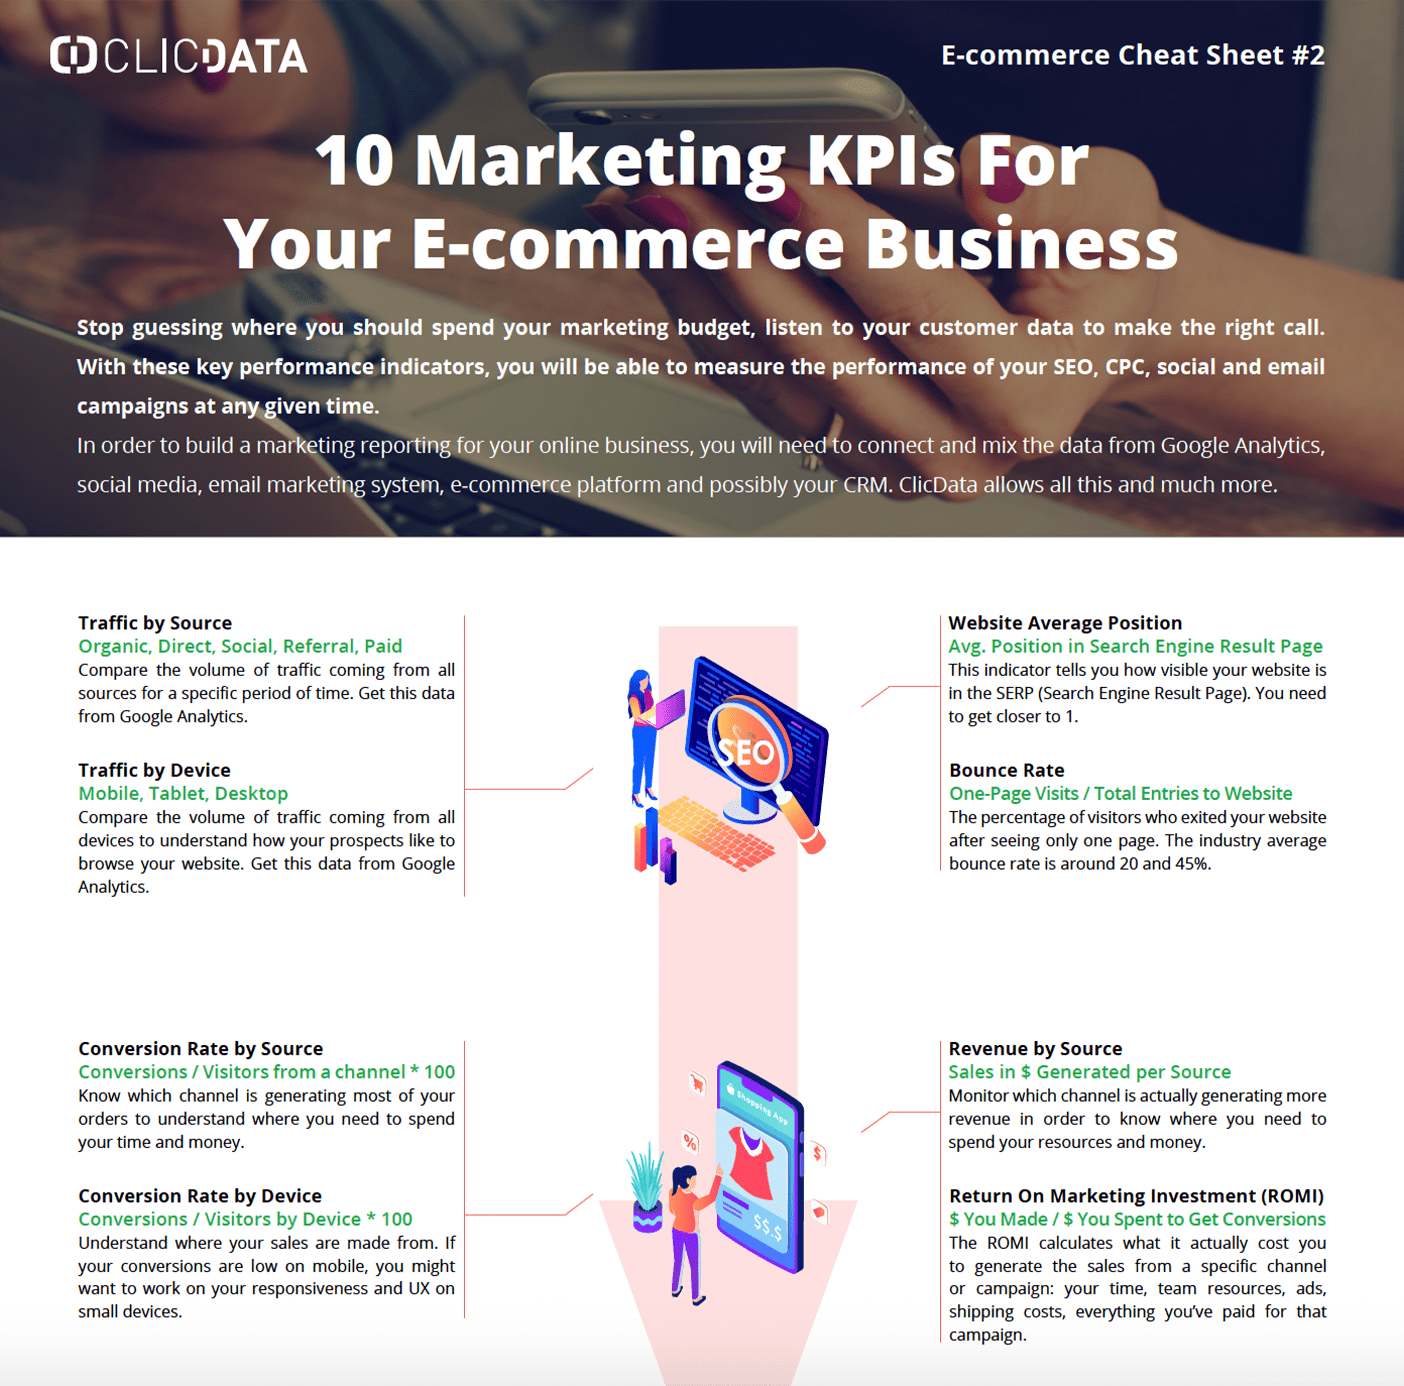 CLICDATA
E-commerce Cheat Sheet #2
10 Marketing KPIs For
Your E-commerce Business
Stop guessing where you should spend your marketing budget, listen to your customer data to make the right call.
With these key performance indicators, you will be able to measure the performance of your SEO, CPC, social and email
campaigns at any given time.
In order to build a marketing reporting for your online business, you will need to connect and mix the data from Google Analytics,
social media, email marketing system, e-commerce platform and possibly your CRM. ClicData allows all this and much more.
Traffic by Source
Organic, Direct, Social, Referral, Paid
Compare the volume of traffic coming from all
sources for a specific period of time. Get this data
from Google Analytics.
Traffic by Device
Mobile, Tablet, Desktop
Compare the volume of traffic coming from all
devices to understand how your prospects like to
browse your website. Get this data from Google
Analytics.
SEO
Website Average Position
Avg. Position in Search Engine Result Page
This indicator tells you how visible your website is
in the SERP (Search Engine Result Page). You need
to get closer to 1.
Bounce Rate
One-Page Visits / Total Entries to Website
The percentage of visitors who exited your website
after seeing only one page. The industry average
bounce rate is around 20 and 45%.
Conversion Rate by Source
Conversions / Visitors from a channel * 100
Know which channel is generating most of your
orders to understand where you need to spend
your time and money.
Conversion Rate by Device
Conversions / Visitors by Device * 100
Understand where your sales are made from. If
your conversions are low on mobile, you might
want to work on your responsiveness and UX on
small devices.
Shopping App
%
$
$$.$
Revenue by Source
Sales in $ Generated per Source
Monitor which channel is actually generating more
revenue in order to know where you need to
spend your resources and money.
Return On Marketing Investment (ROMI)
$ You Made / $ You Spent to Get Conversions
The ROMI calculates what it actually cost you
to generate the sales from a specific channel
or campaign: your time, team resources, ads,
shipping costs, everything you've paid for that
campaign.